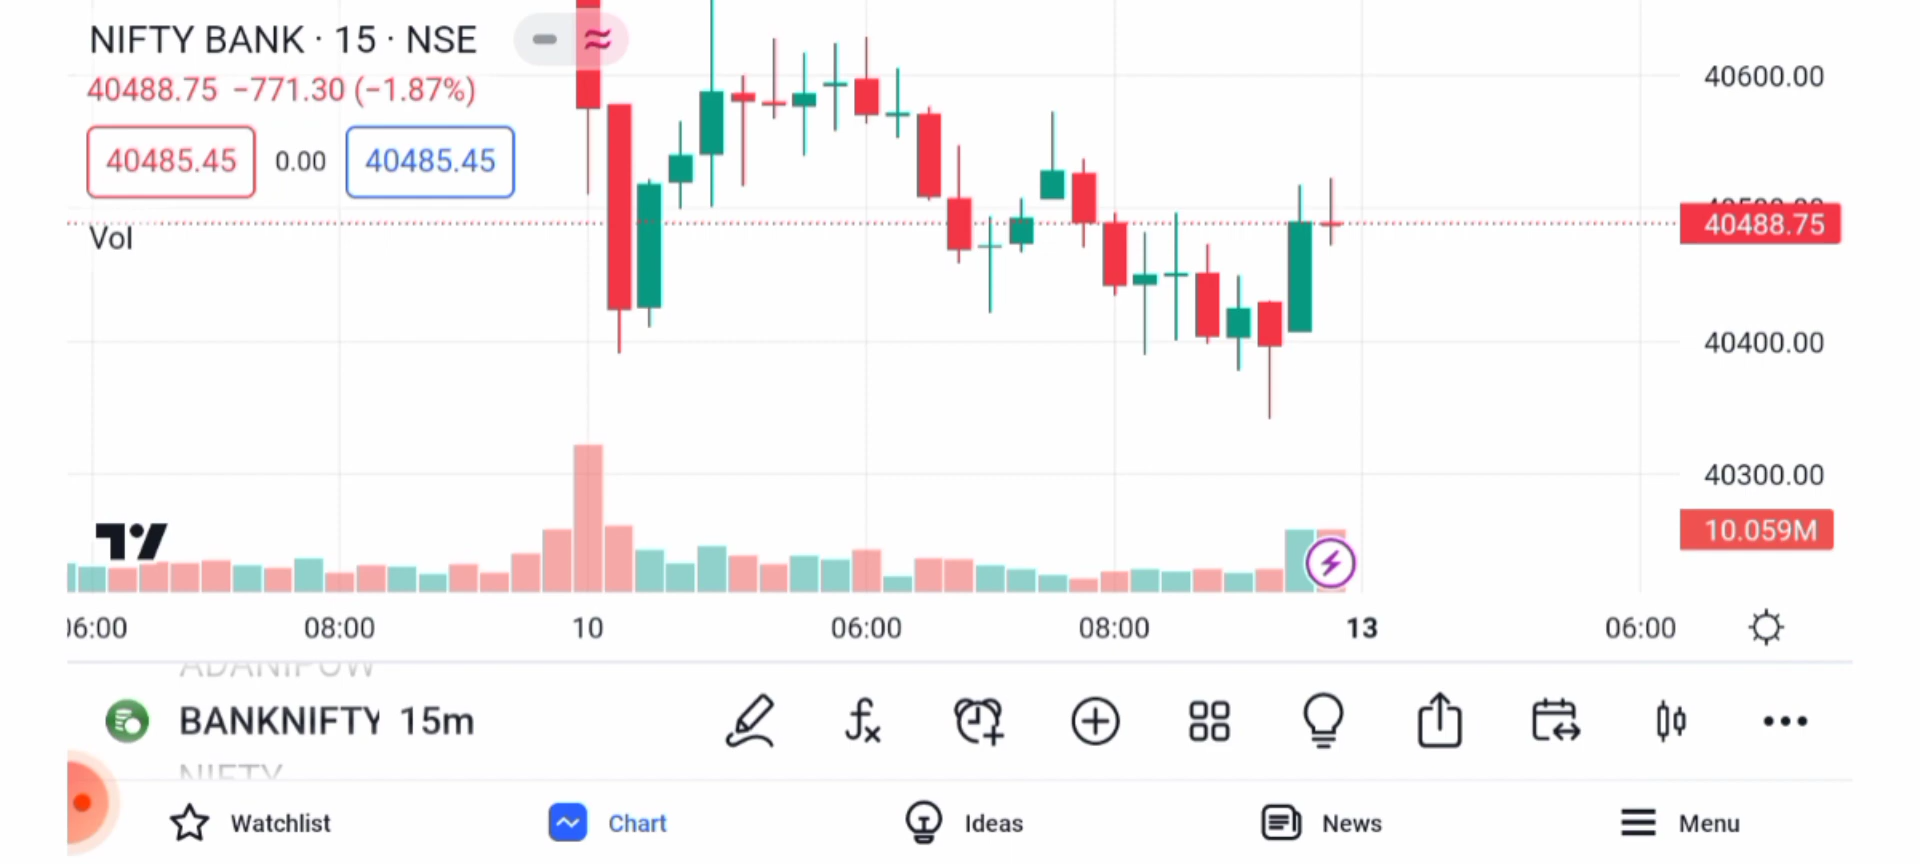 NIFTY BANK · 15 · NSE
40488.75 −771.30 (−1.87%)
40485.45 0.00 40485.45
Vol
40600.00
40488.75
40400.00
40300.00
10.059M
06:00 08:00 10 06:00 08:00 13 06:00
BANKNIFTY 15m
NIFTY
Watchlist Chart Ideas News Menu